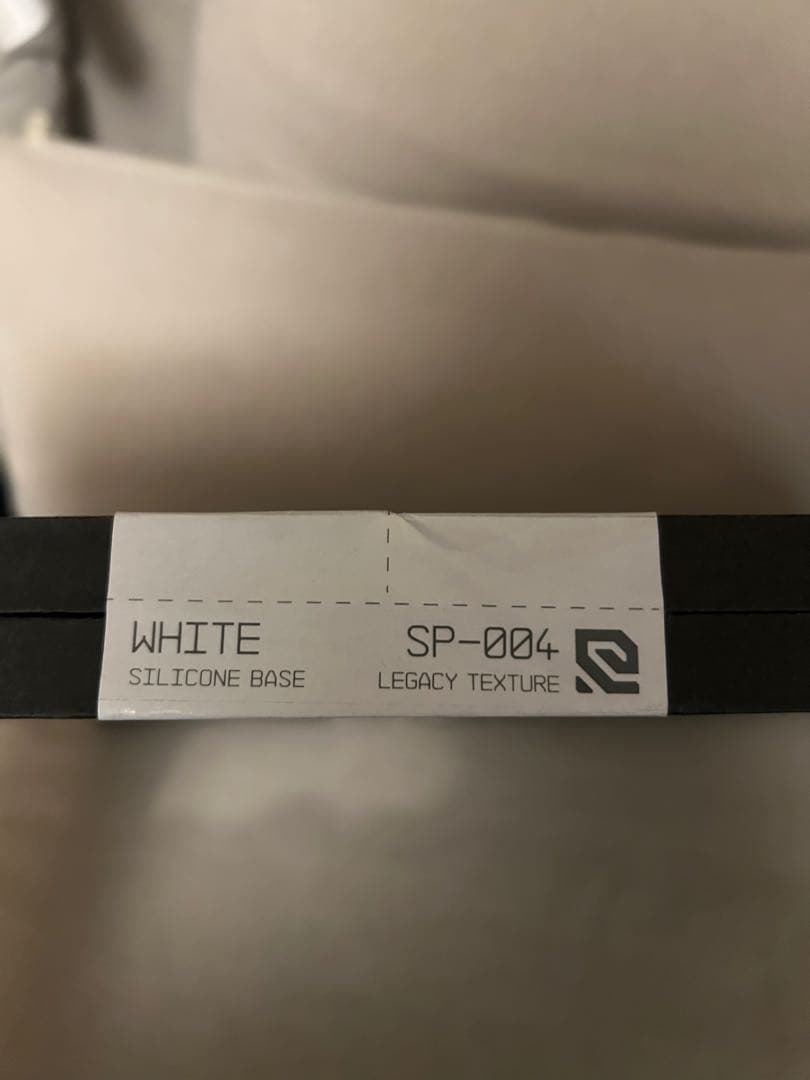 WHITE
SILICONE BASE
SP-004
LEGACY TEXTURE